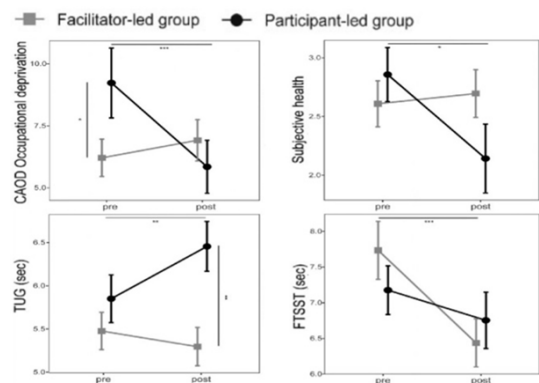 Facilitator-led group Participant-led group
CAOD Occupational deprivation
10.0
7.5
5.0
pre post
***
*
Subjective health
3.0
2.5
2.0
pre post
*
TUG (sec)
6.5
6.0
5.5
5.0
pre post
**
FTSST (sec)
8.0
7.5
7.0
6.5
6.0
pre post
***